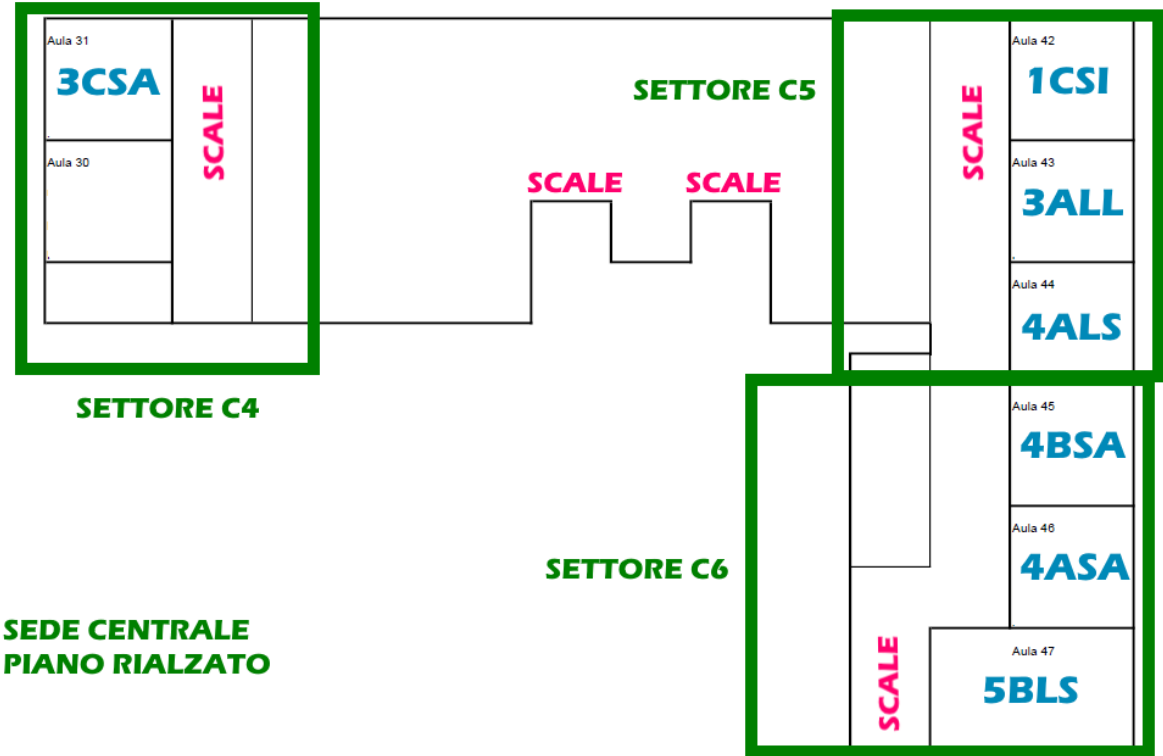 Aula 31
3CSA
SCALE
Aula 30
SETTORE C4
SETTORE C5
SCALE
SCALE
SCALE
Aula 42
1CSI
Aula 43
3ALL
Aula 44
4ALS
Aula 45
4BSA
Aula 46
4ASA
SETTORE C6
SCALE
Aula 47
5BLS
SEDE CENTRALE
PIANO RIALZATO